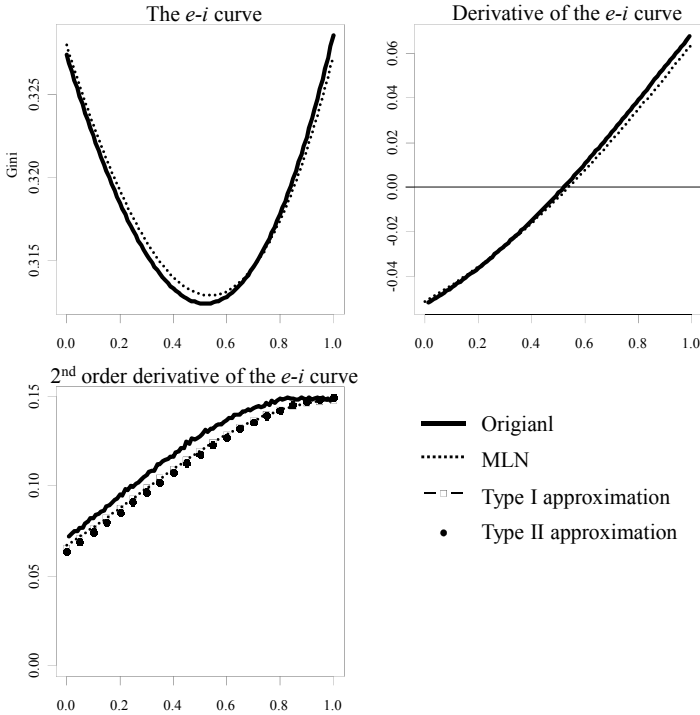 The e-i curve
Gini
0.325
0.320
0.315
0.0 0.2 0.4 0.6 0.8 1.0
Derivative of the e-i curve
0.06
0.04
0.02
0.00
-0.02
-0.04
0.0 0.2 0.4 0.6 0.8 1.0
2nd order derivative of the e-i curve
0.15
0.10
0.05
0.00
0.0 0.2 0.4 0.6 0.8 1.0
Origianl
MLN
Type I approximation
Type II approximation